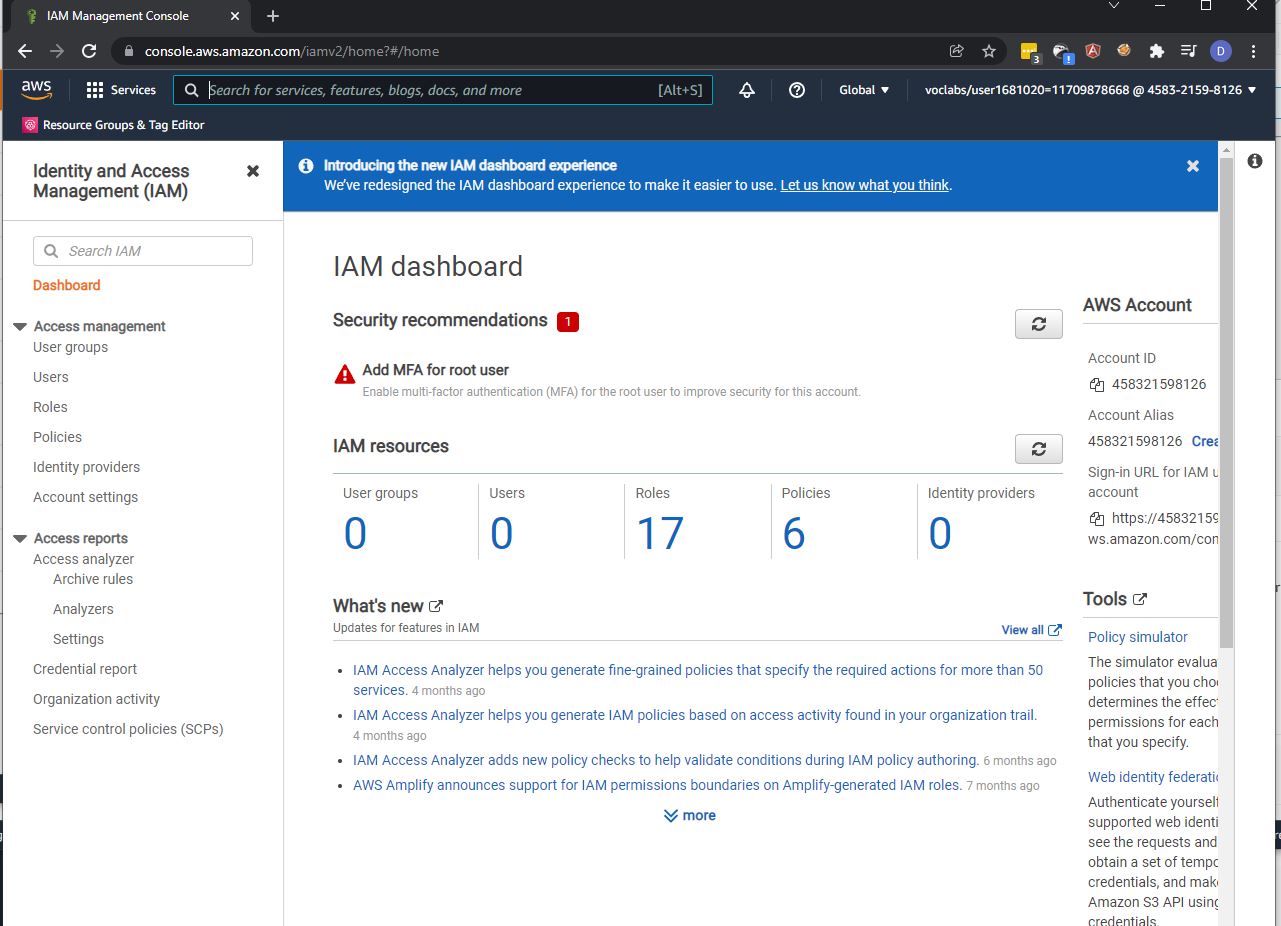 IAM Management Console
console.aws.amazon.com/iamv2/home?#/home
3
!
D
aws
Services
Search for services, features, blogs, docs, and more
[Alt+S]
Global
voclabs/user1681020=11709878668 @ 4583-2159-8126
Resource Groups & Tag Editor
Identity and Access
Management (IAM)
Search IAM
Dashboard
Access management
User groups
Users
Roles
Policies
Identity providers
Account settings
Access reports
Access analyzer
Archive rules
Analyzers
Settings
Credential report
Organization activity
Service control policies (SCPs)
Introducing the new IAM dashboard experience
We've redesigned the IAM dashboard experience to make it easier to use. Let us know what you think.
IAM dashboard
Security recommendations 1
Add MFA for root user
Enable multi-factor authentication (MFA) for the root user to improve security for this account.
IAM resources
User groups
0
Users
0
Roles
17
Policies
6
Identity providers
0
What's new
Updates for features in IAM
View all
IAM Access Analyzer helps you generate fine-grained policies that specify the required actions for more than 50
services. 4 months ago
IAM Access Analyzer helps you generate IAM policies based on access activity found in your organization trail.
4 months ago
IAM Access Analyzer adds new policy checks to help validate conditions during IAM policy authoring. 6 months ago
AWS Amplify announces support for IAM permissions boundaries on Amplify-generated IAM roles. 7 months ago
more
AWS Account
Account ID
458321598126
Account Alias
458321598126 Crea
Sign-in URL for IAM u
account
https://45832159
ws.amazon.com/con
Tools
Policy simulator
The simulator evalua
policies that you choo
determines the effec
permissions for each
that you specify.
Web identity federatio
Authenticate yourself
supported web identi
see the requests and
obtain a set of tempo
credentials, and make
Amazon S3 API using
credentials.